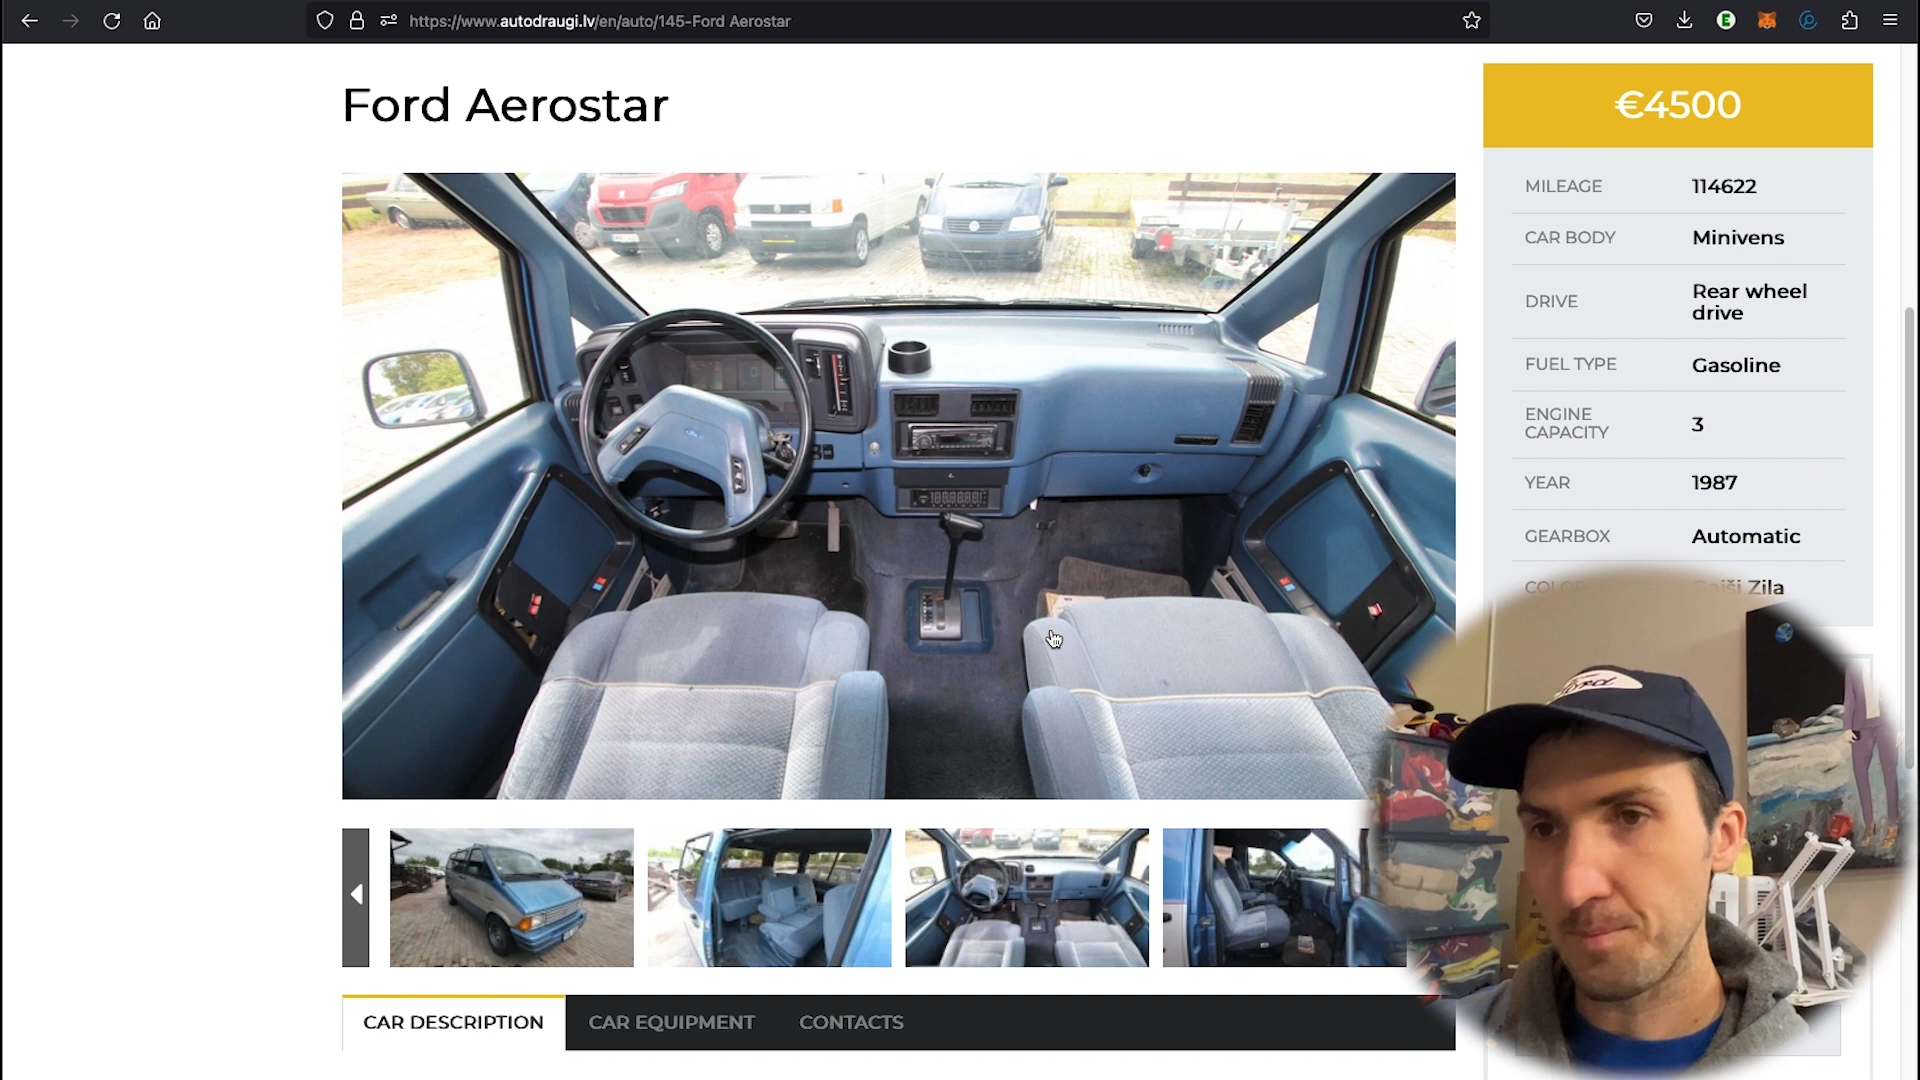 https://www.autodraugi.lv/en/auto/145-Ford Aerostar
Ford Aerostar
€4500
MILEAGE 114622
CAR BODY Minivens
DRIVE Rear wheel
drive
FUEL TYPE Gasoline
ENGINE
CAPACITY 3
YEAR 1987
GEARBOX Automatic
Zila
Ford
CAR DESCRIPTION CAR EQUIPMENT CONTACTS